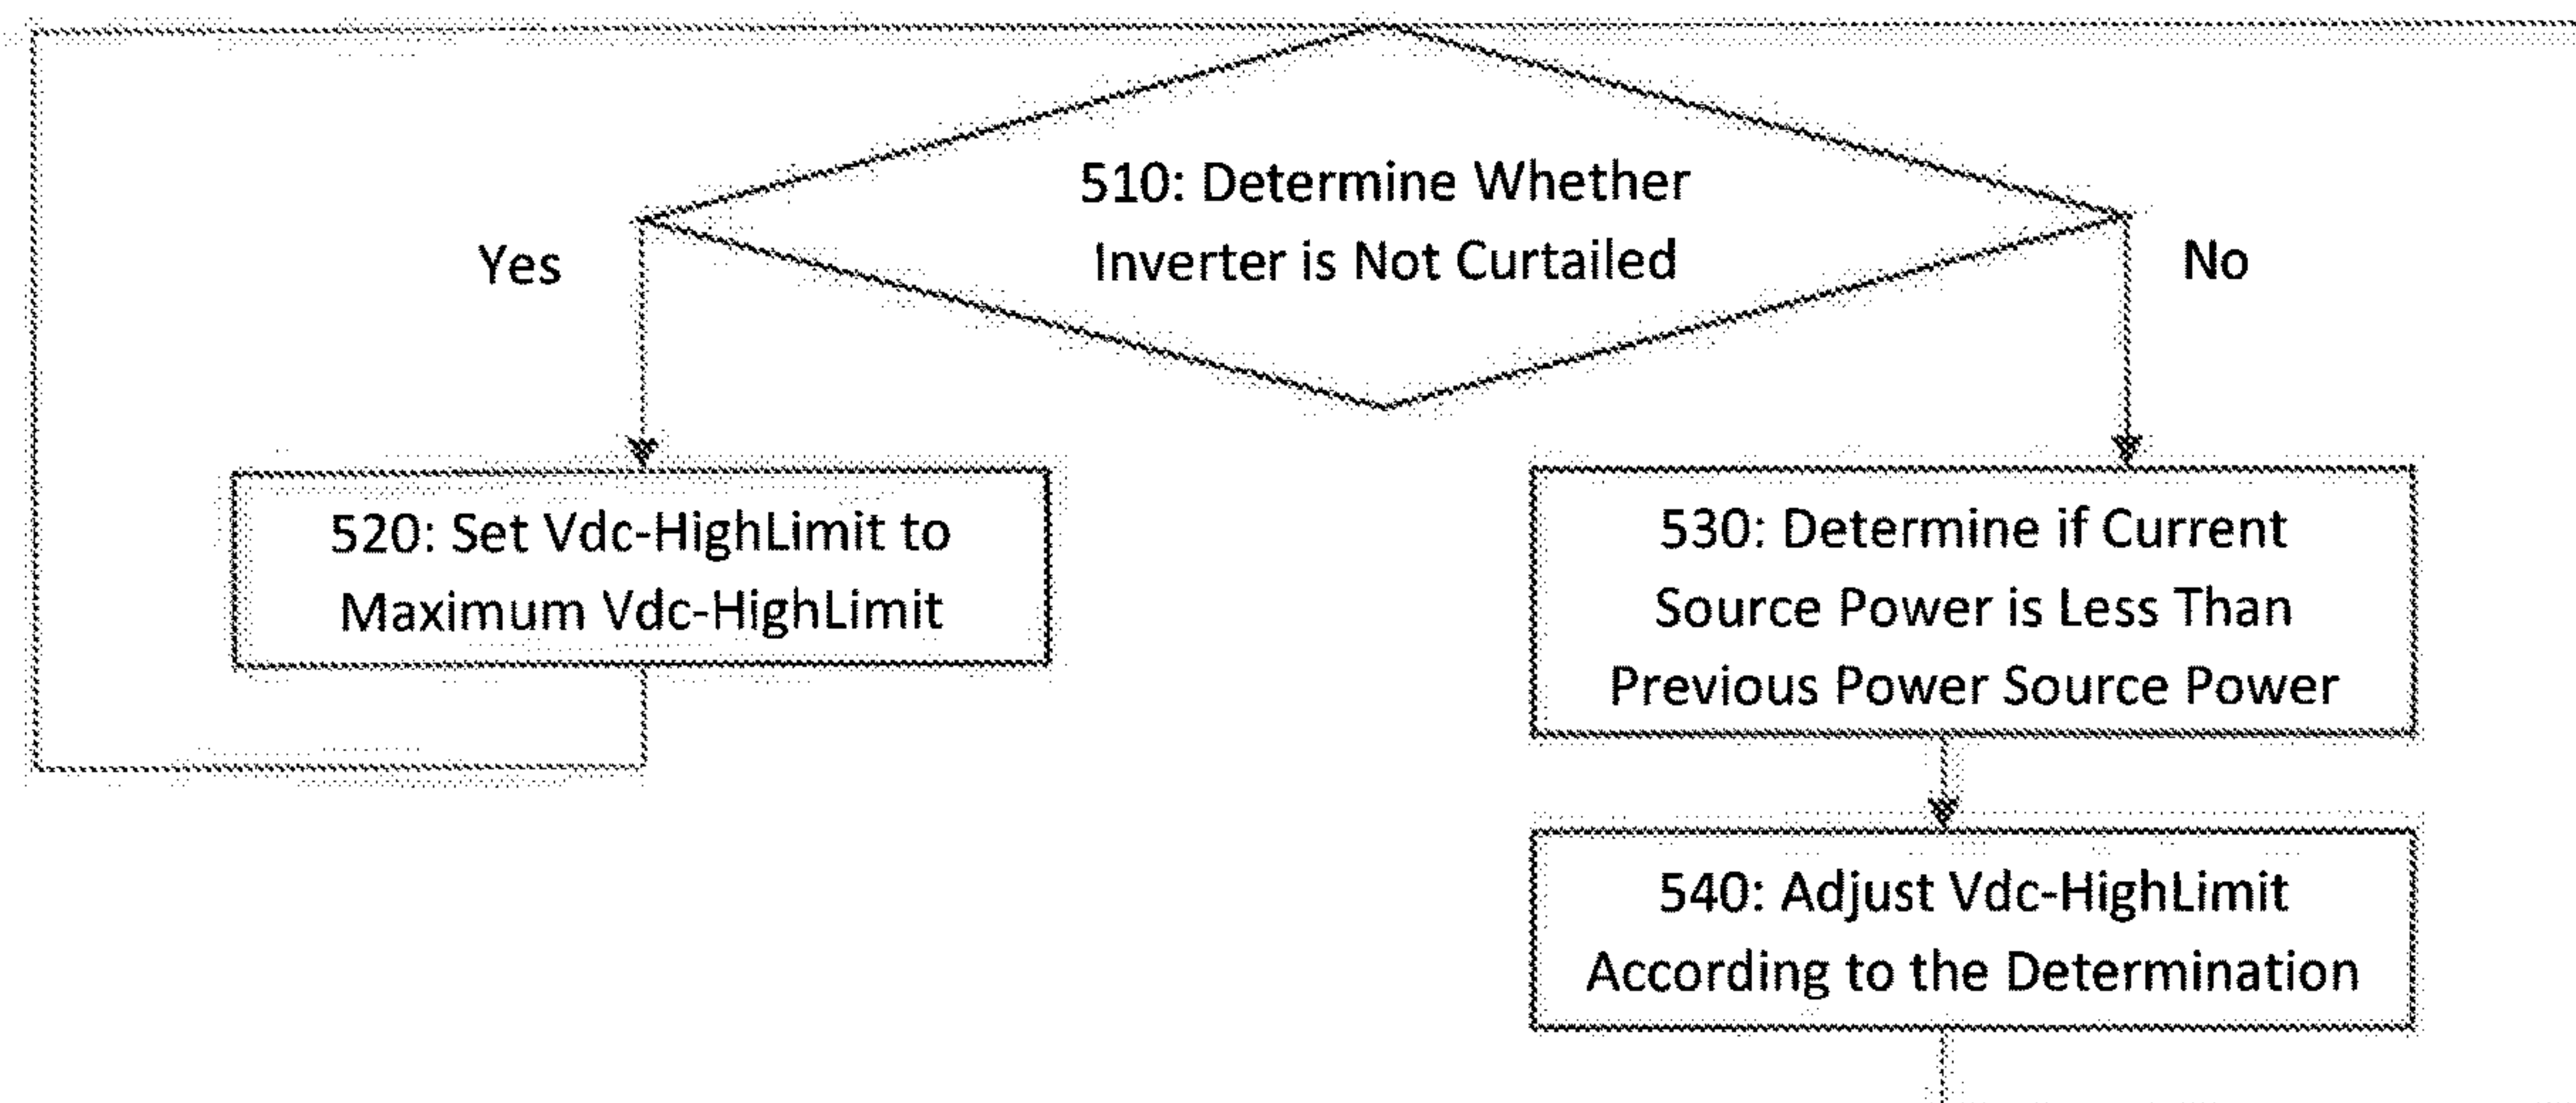 510: Determine Whether
Inverter is Not Curtailed
Yes
No
520: Set Vdc-HighLimit to
Maximum Vdc-HighLimit
530: Determine if Current
Source Power is Less Than
Previous Power Source Power
540: Adjust Vdc-HighLimit
According to the Determination